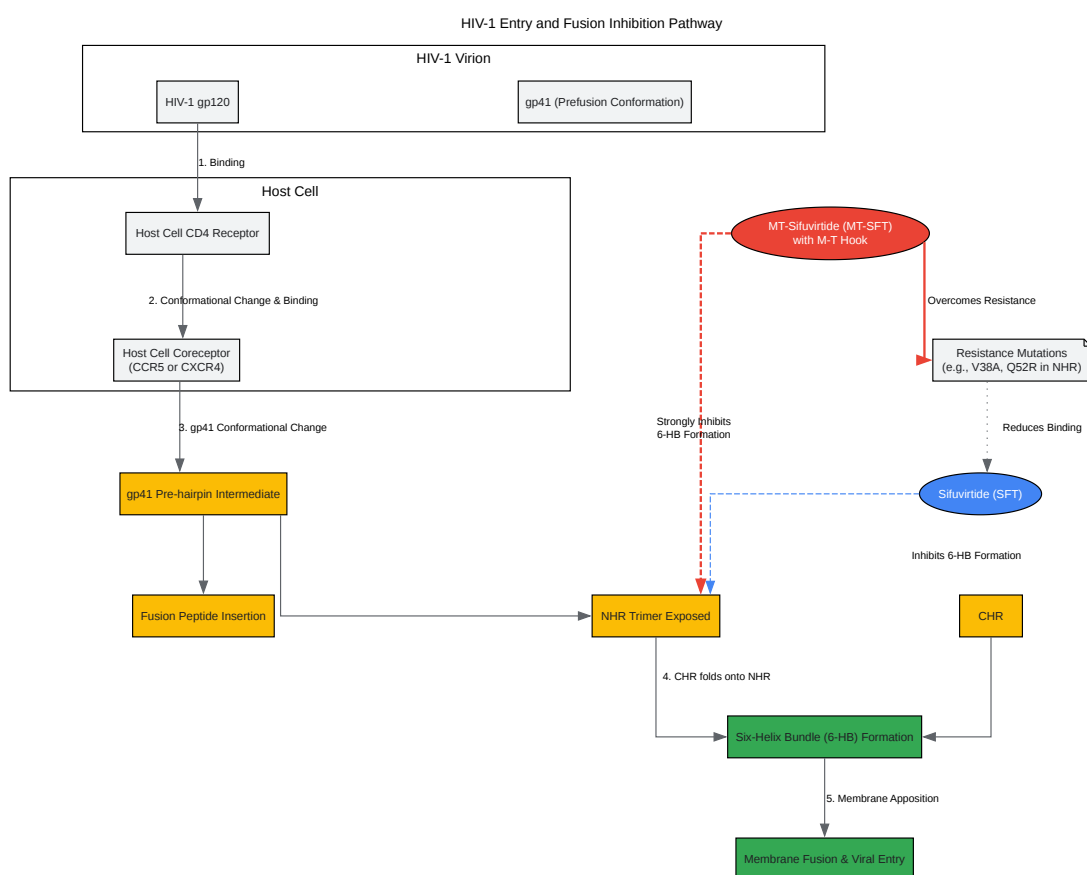 HIV-1 Entry and Fusion Inhibition Pathway
HIV-1 Virion
HIV-1 gp120
gp41 (Prefusion Conformation)
1. Binding
Host Cell
Host Cell CD4 Receptor
MT-Sifuvirtide (MT-SFT)
with M-T Hook
2. Conformational Change & Binding
Overcomes Resistance
Host Cell Coreceptor
(CCR5 or CXCR4)
Resistance Mutations
(e.g., V38A, Q52R in NHR)
3. gp41 Conformational Change
Strongly Inhibits
6-HB Formation
Reduces Binding
gp41 Pre-hairpin Intermediate
Sifuvirtide (SFT)
Inhibits 6-HB Formation
Fusion Peptide Insertion
NHR Trimer Exposed
CHR
4. CHR folds onto NHR
Six-Helix Bundle (6-HB) Formation
5. Membrane Apposition
Membrane Fusion & Viral Entry